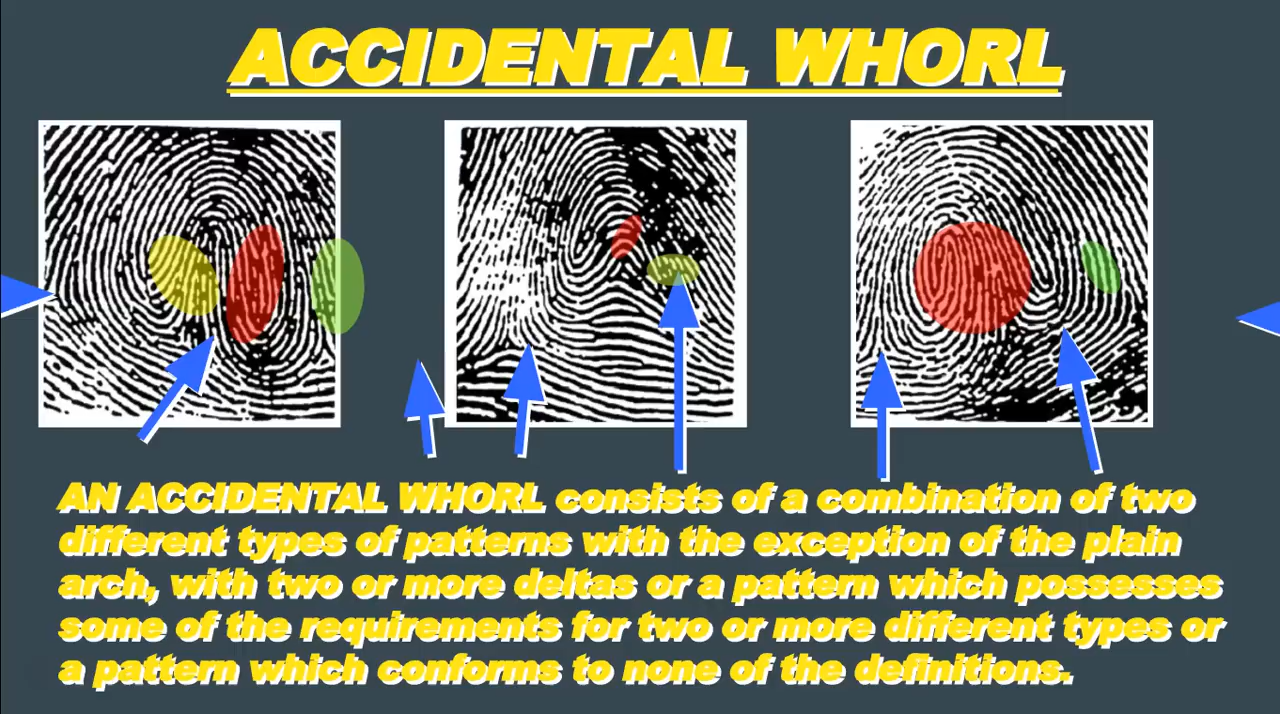 ACCIDENTAL WHORL
AN ACCIDENTAL WHORL consists of a combination of two
different types of patterns with the exception of the plain
arch, with two or more deltas or a pattern which possesses
some of the requirements for two or more different types or
a pattern which conforms to none of the definitions.